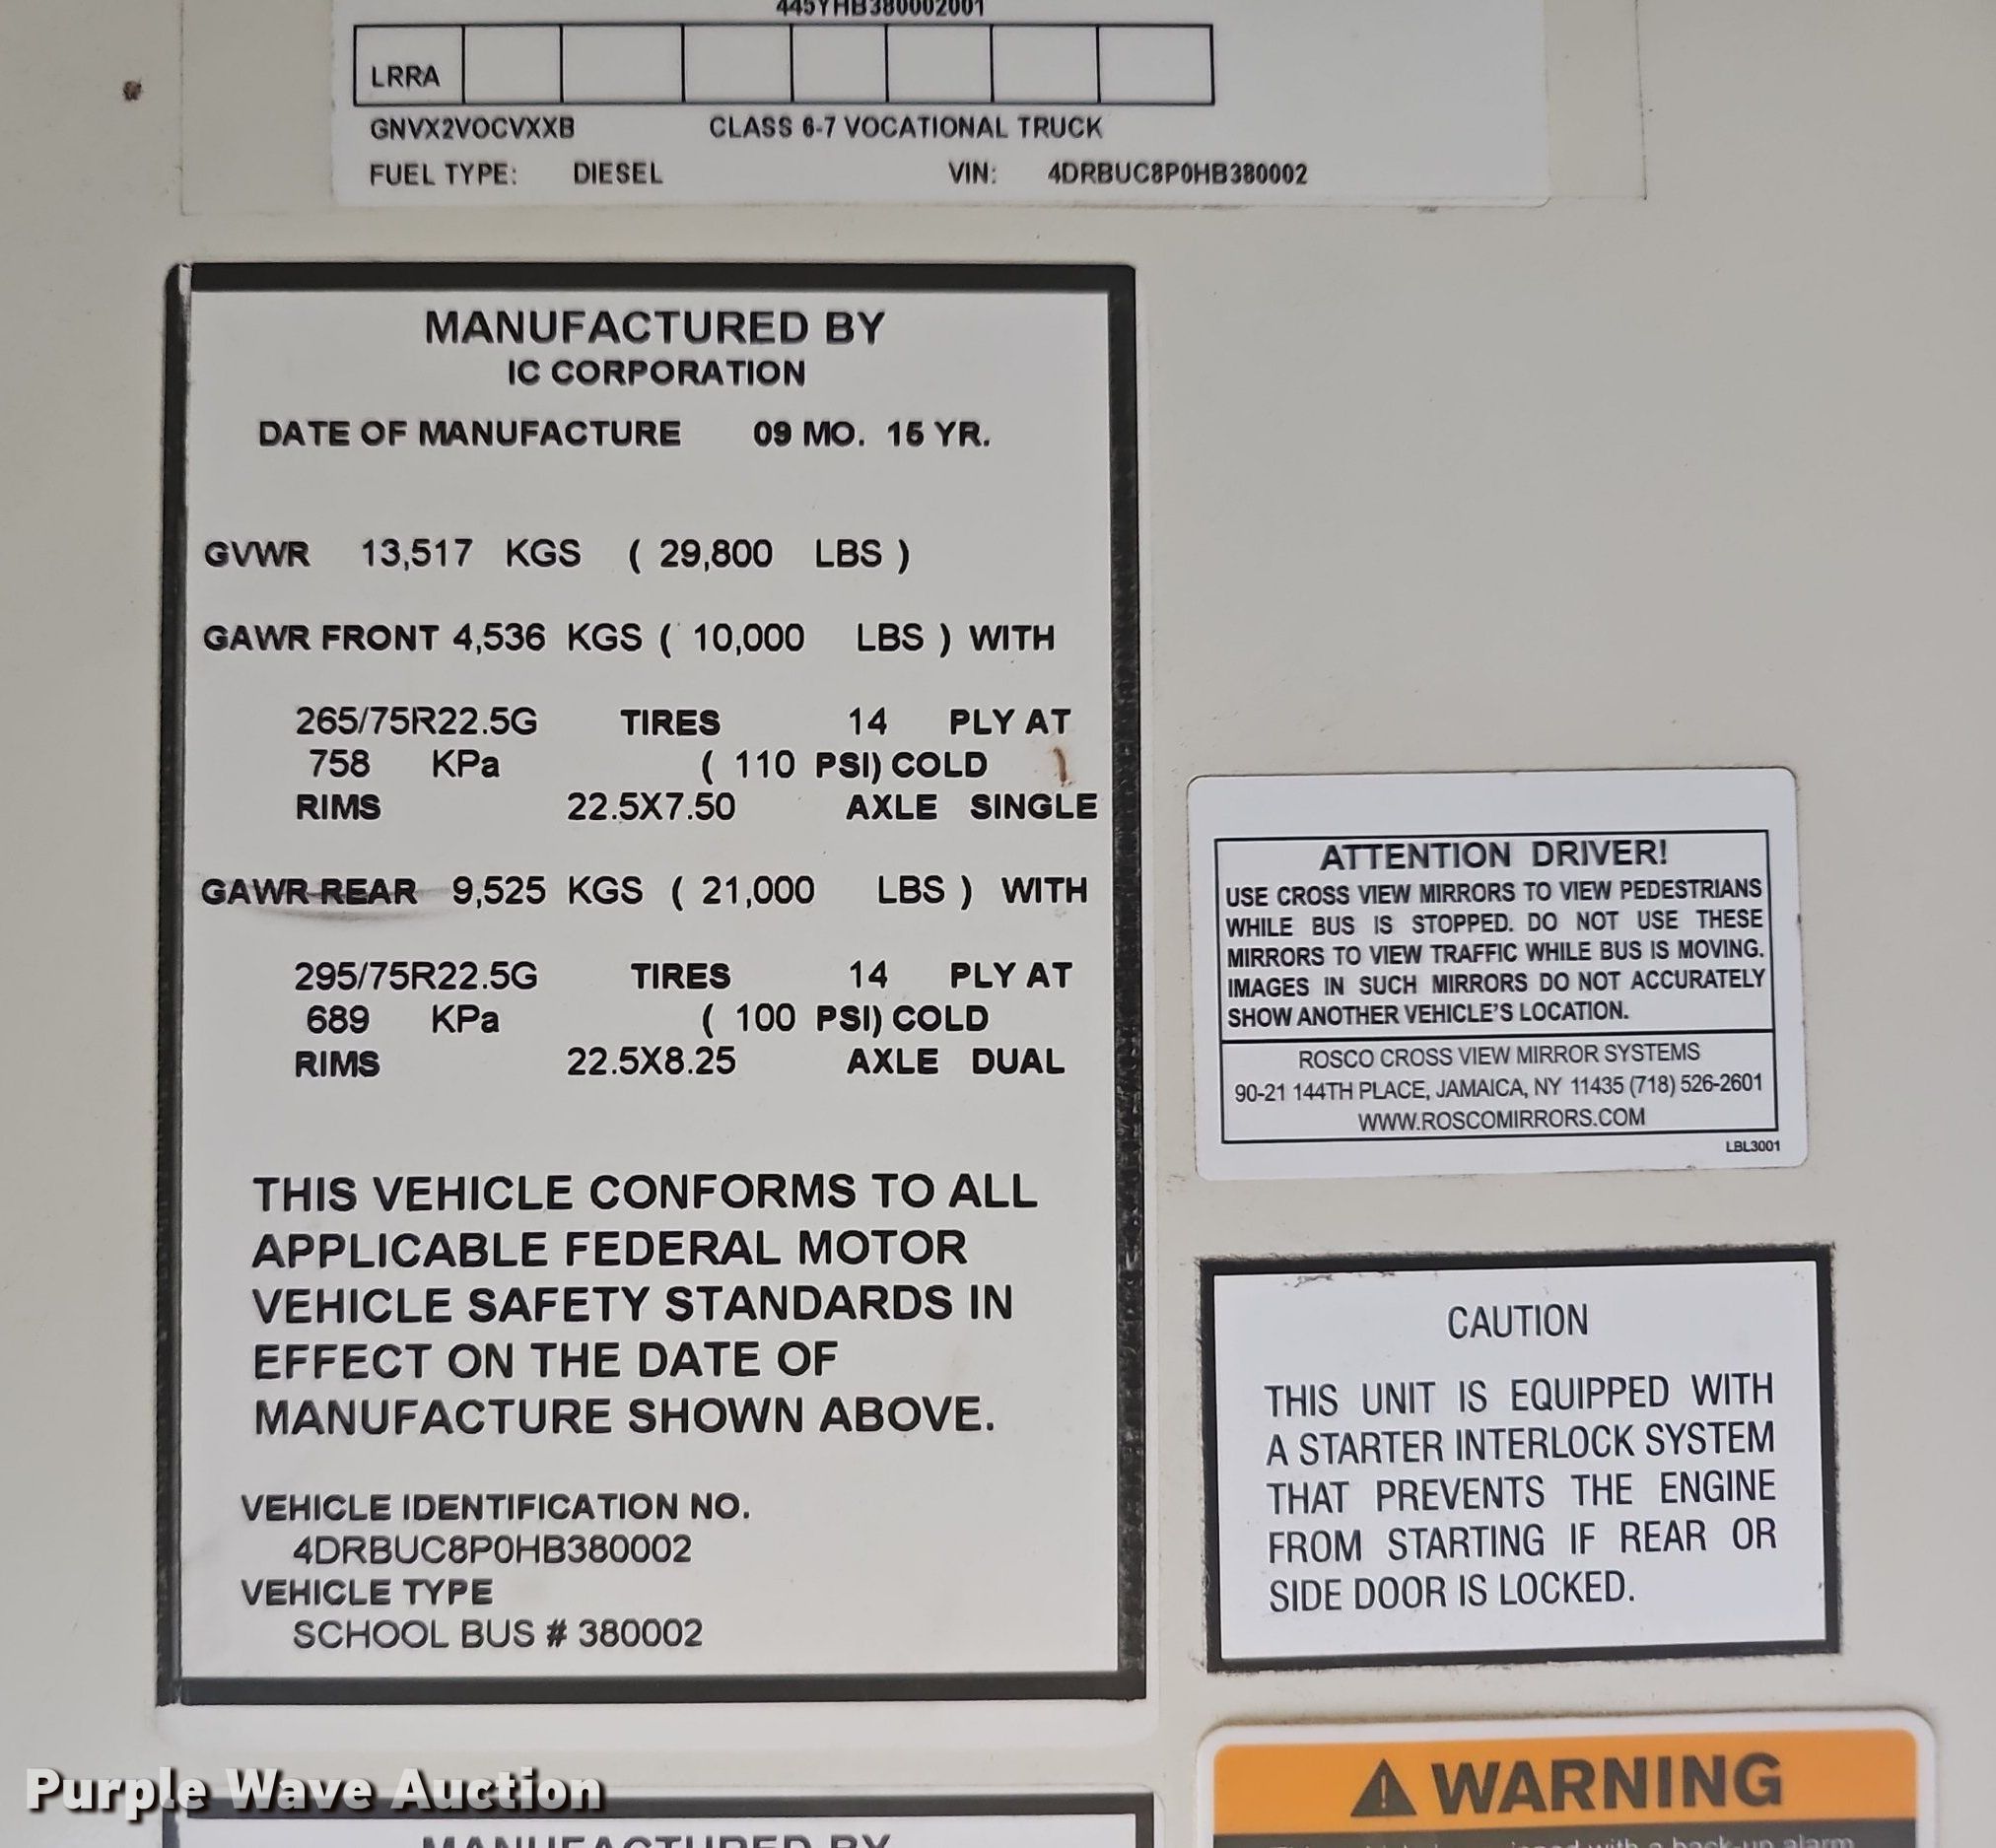 445YHB380002001
LRRA
GNVX2VOCVXXB CLASS 6-7 VOCATIONAL TRUCK
FUEL TYPE: DIESEL VIN: 4DRBUC8P0HB380002
MANUFACTURED BY
IC CORPORATION
DATE OF MANUFACTURE 09 MO. 15 YR.
GVWR 13,517 KGS ( 29,800 LBS )
GAWR FRONT 4,536 KGS ( 10,000 LBS ) WITH
265/75R22.5G TIRES 14 PLY AT
758 KPa ( 110 PSI) COLD
RIMS 22.5X7.50 AXLE SINGLE
GAWR REAR 9,525 KGS ( 21,000 LBS ) WITH
295/75R22.5G TIRES 14 PLY AT
689 KPa ( 100 PSI) COLD
RIMS 22.5X8.25 AXLE DUAL
THIS VEHICLE CONFORMS TO ALL
APPLICABLE FEDERAL MOTOR
VEHICLE SAFETY STANDARDS IN
EFFECT ON THE DATE OF
MANUFACTURE SHOWN ABOVE.
VEHICLE IDENTIFICATION NO.
4DRBUC8P0HB380002
VEHICLE TYPE
SCHOOL BUS # 380002
ATTENTION DRIVER!
USE CROSS VIEW MIRRORS TO VIEW PEDESTRIANS
WHILE BUS IS STOPPED. DO NOT USE THESE
MIRRORS TO VIEW TRAFFIC WHILE BUS IS MOVING.
IMAGES IN SUCH MIRRORS DO NOT ACCURATELY
SHOW ANOTHER VEHICLE'S LOCATION.
ROSCO CROSS VIEW MIRROR SYSTEMS
90-21 144TH PLACE, JAMAICA, NY 11435 (718) 526-2601
WWW.ROSCOMIRRORS.COM
LBL3001
CAUTION
THIS UNIT IS EQUIPPED WITH
A STARTER INTERLOCK SYSTEM
THAT PREVENTS THE ENGINE
FROM STARTING IF REAR OR
SIDE DOOR IS LOCKED.
WARNING
with a back-up alarm
MANUFACTURED BY
Purple Wave Auction